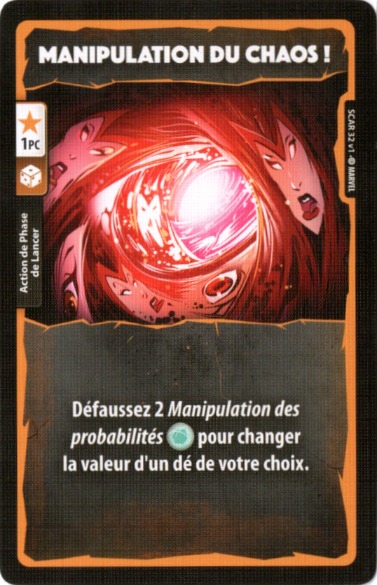 MANIPULATION DU CHAOS !
1PC
Action de Phase
de Lancer
SCAR 32 v1 - © MARVEL
Défaussez 2 Manipulation des
probabilités pour changer
la valeur d'un dé de votre choix.